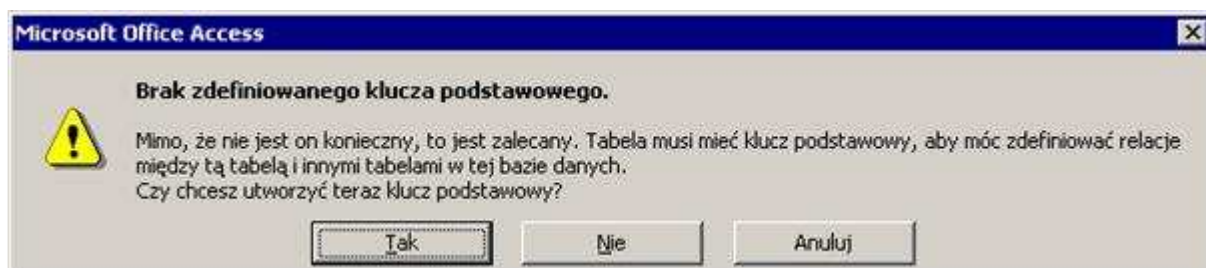 Microsoft Office Access
Brak zdefiniowanego klucza podstawowego.
Mimo, że nie jest on konieczny, to jest zalecany. Tabela musi mieć klucz podstawowy, aby móc zdefiniować relacje
między tą tabelą i innymi tabelami w tej bazie danych.
Czy chcesz utworzyć teraz klucz podstawowy?
Tak Nie Anuluj